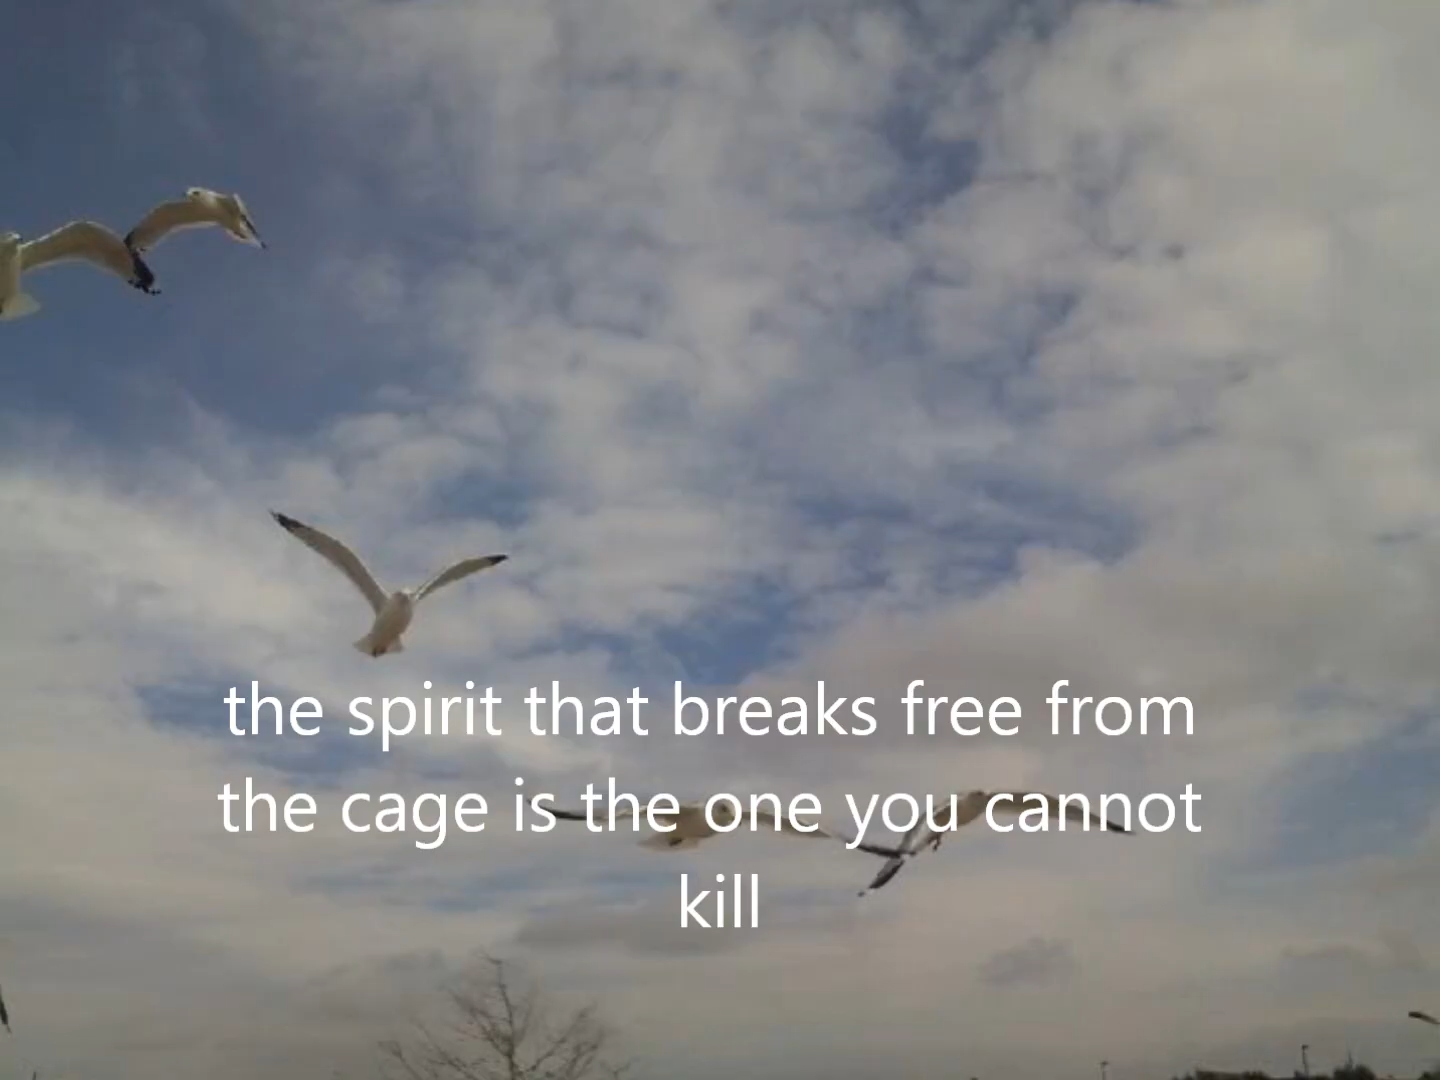 the spirit that breaks free from
the cage is the one you cannot
kill